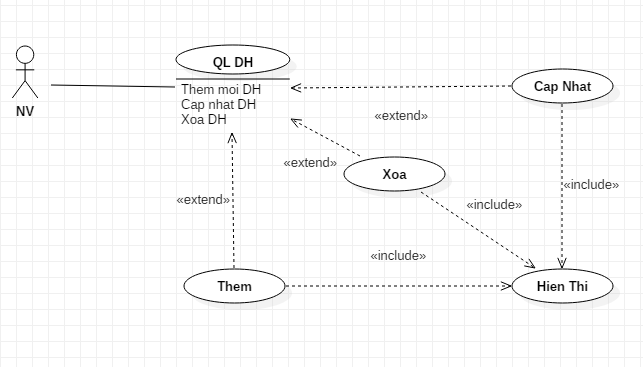 QL DH
Them moi DH
Cap nhat DH
Xoa DH
NV
Cap Nhat
«extend»
«extend»
Xoa
«include»
«extend»
«include»
«include»
Them
Hien Thi